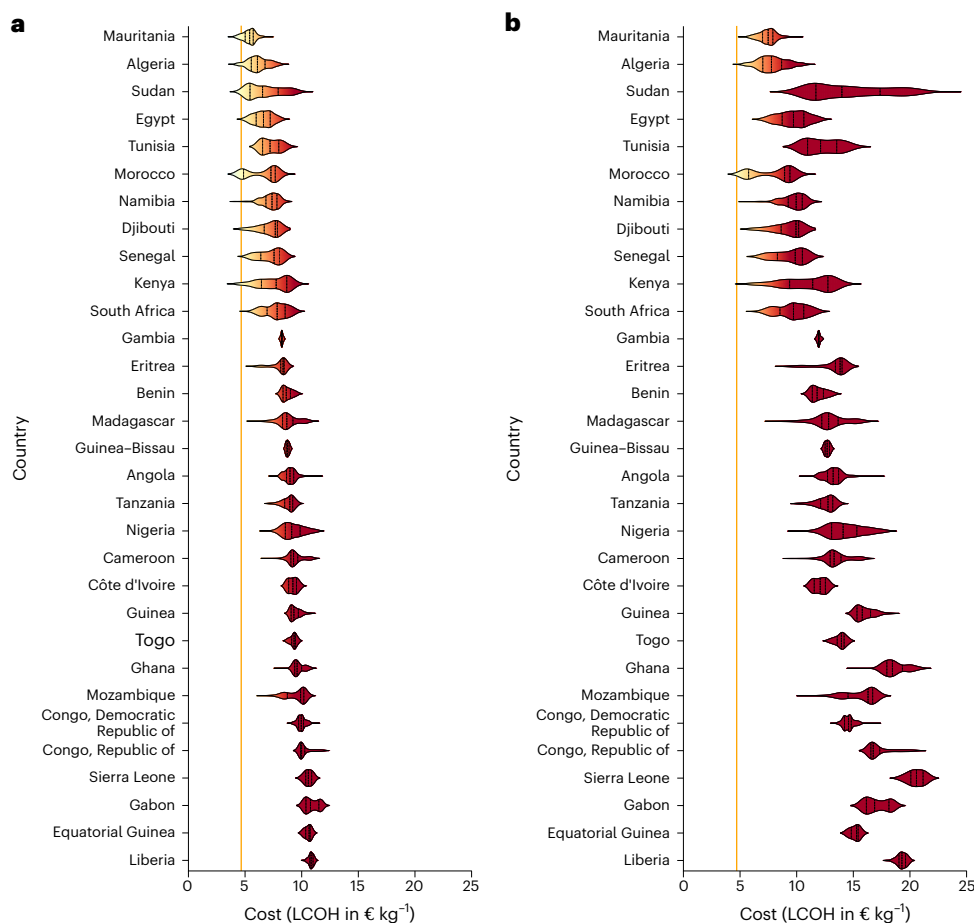 a
Mauritania
Algeria
Sudan
Egypt
Tunisia
Morocco
Namibia
Djibouti
Senegal
Kenya
South Africa
Gambia
Eritrea
Benin
Madagascar
Guinea–Bissau
Angola
Tanzania
Nigeria
Cameroon
Côte d'Ivoire
Guinea
Togo
Ghana
Mozambique
Congo, Democratic
Republic of
Congo, Republic of
Sierra Leone
Gabon
Equatorial Guinea
Liberia
Country
0 5 10 15 20 25
Cost (LCOH in € kg⁻¹)
b
Mauritania
Algeria
Sudan
Egypt
Tunisia
Morocco
Namibia
Djibouti
Senegal
Kenya
South Africa
Gambia
Eritrea
Benin
Madagascar
Guinea–Bissau
Angola
Tanzania
Nigeria
Cameroon
Côte d'Ivoire
Guinea
Togo
Ghana
Mozambique
Congo, Democratic
Republic of
Congo, Republic of
Sierra Leone
Gabon
Equatorial Guinea
Liberia
Country
0 5 10 15 20 25
Cost (LCOH in € kg⁻¹)